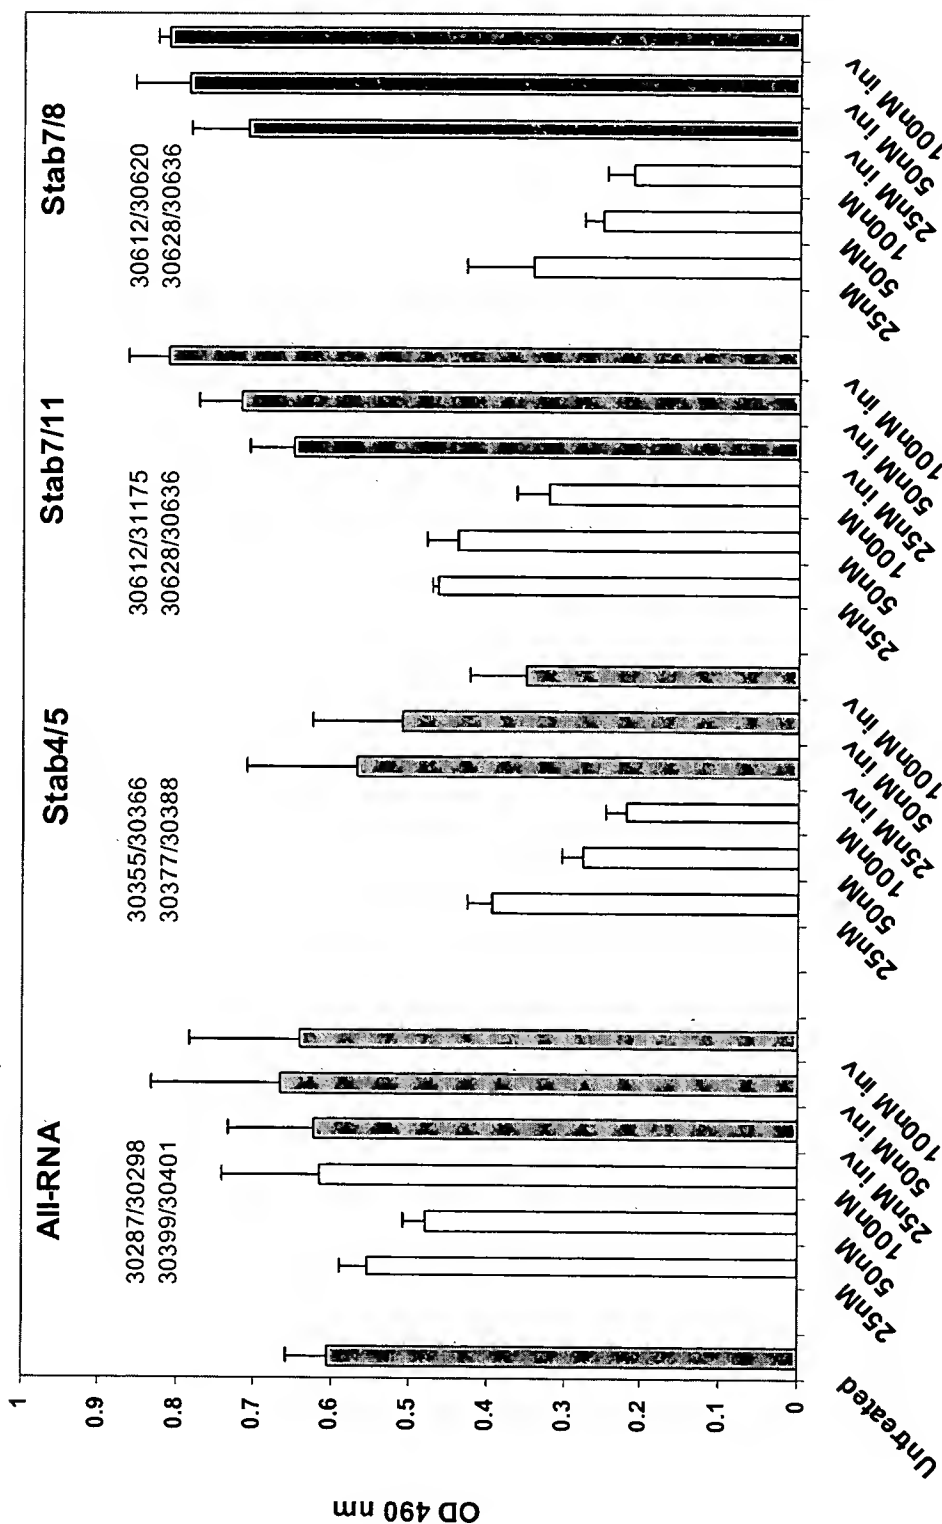 All-RNA
Stab4/5
Stab7/11
Stab7/8
30287/30298
30399/30401
30355/30366
30377/30388
30612/31175
30628/30636
30612/30620
30628/30636
OD 490 nm
1
0.9
0.8
0.7
0.6
0.5
0.4
0.3
0.2
0.1
0
Untreated
25nM
50nM
100nM
25nM inv
50nM inv
100nM inv
25nM
50nM
100nM
25nM inv
50nM inv
100nM inv
25nM
50nM
100nM
25nM inv
50nM inv
100nM inv
25nM
50nM
100nM
25nM inv
50nM inv
100nM inv